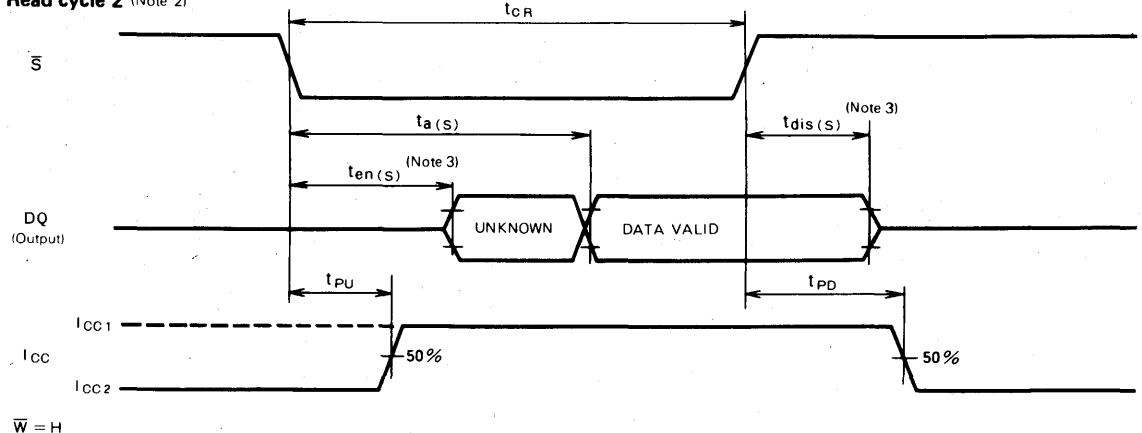 Read cycle 2 (Note 2)
tCR
S̅
ta(S)
(Note 3)
tdis(S)
(Note 3)
ten(S)
DQ
(Output)
UNKNOWN
DATA VALID
tPU
tPD
ICC1
ICC
50%
50%
ICC2
W̅ = H